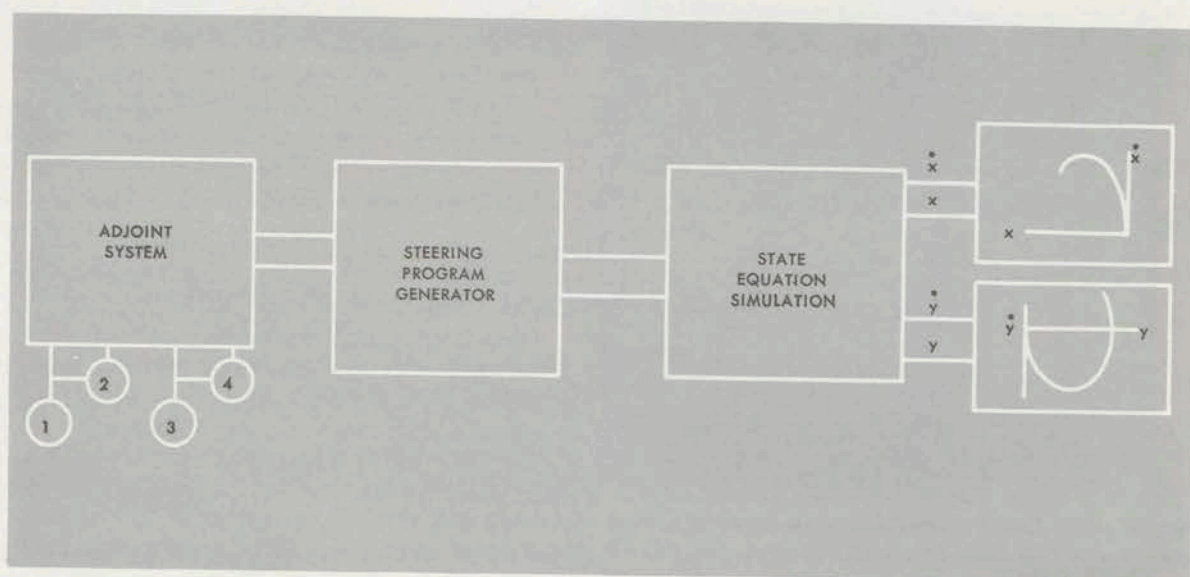 ADJOINT
SYSTEM
1
2
3
4
STEERING
PROGRAM
GENERATOR
STATE
EQUATION
SIMULATION
ẋ
x
ẏ
y
ẋ
x
ẏ
y